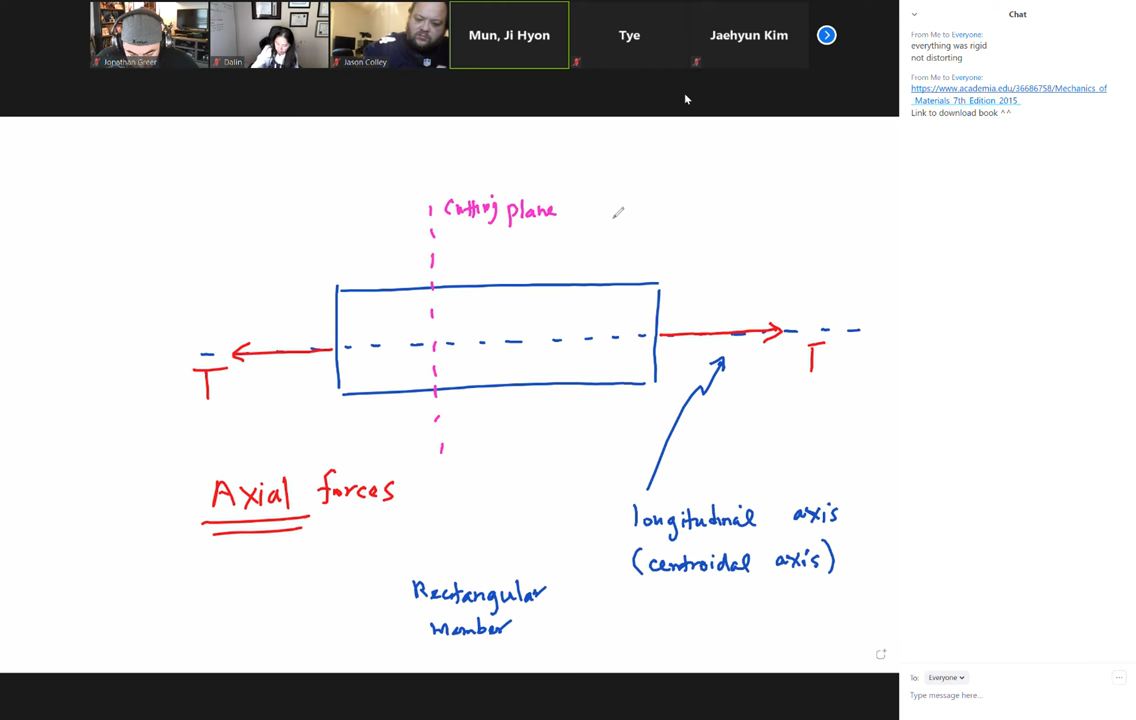 Jonathan Greer
Dalin
Jason Colley
Mun, Ji Hyon
Tye
Jaehyun Kim
Chat
From Me to Everyone:
everything was rigid
not distorting
From Me to Everyone:
https://www.academia.edu/36686758/Mechanics_of
_Materials_7th_Edition_2015_
Link to download book ^^
Cutting plane
T
T
Axial forces
longitudinal axis
(centroidal axis)
Rectangular
member
To: Everyone
Type message here...